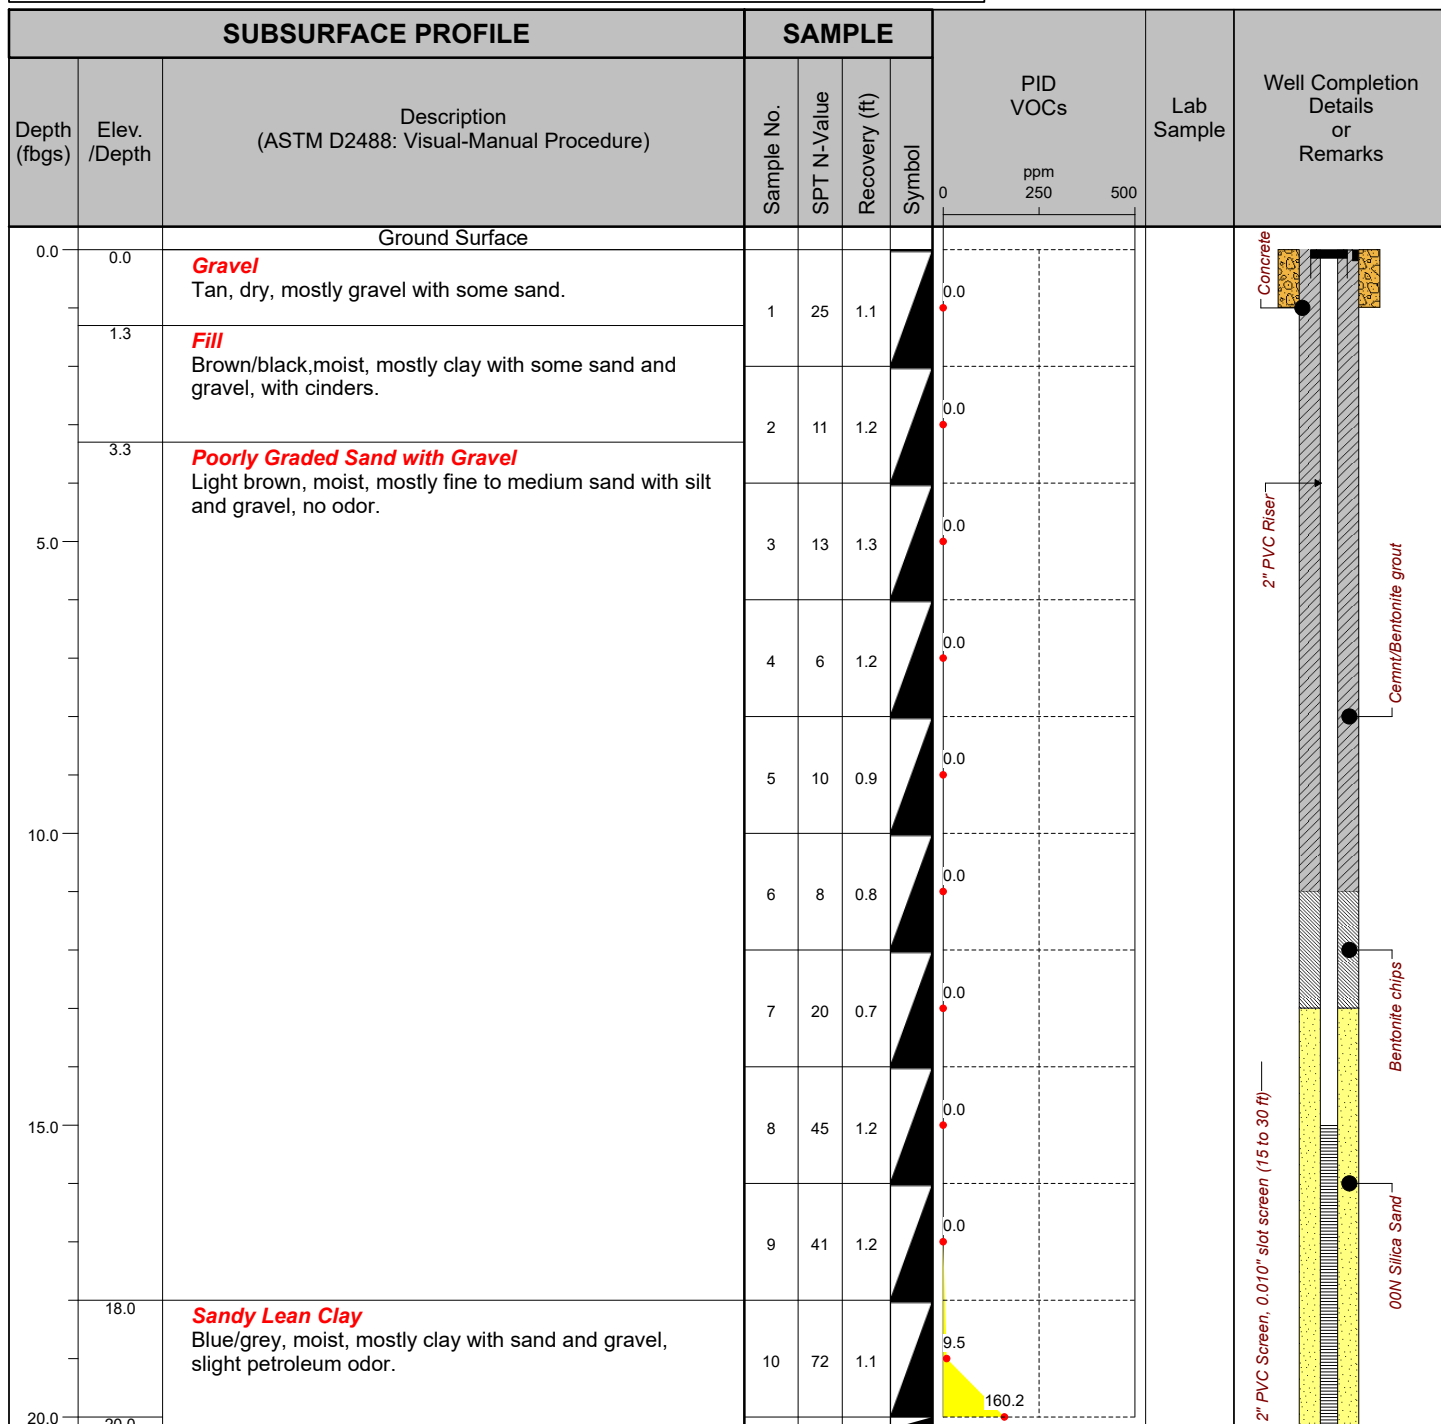 SUBSURFACE PROFILE
SAMPLE
Depth
(fbgs)
Elev.
/Depth
Description
(ASTM D2488: Visual-Manual Procedure)
Sample No.
SPT N-Value
Recovery (ft)
Symbol
PID
VOCs
ppm
0 250 500
Lab
Sample
Well Completion
Details
or
Remarks
Ground Surface
0.0
0.0
Gravel
Tan, dry, mostly gravel with some sand.
1 25 1.1
0.0
Concrete
1.3
Fill
Brown/black,moist, mostly clay with some sand and
gravel, with cinders.
2 11 1.2
0.0
3.3
Poorly Graded Sand with Gravel
Light brown, moist, mostly fine to medium sand with silt
and gravel, no odor.
5.0
3 13 1.3
0.0
2" PVC Riser
4 6 1.2
0.0
Cemnt/Bentonite grout
5 10 0.9
0.0
10.0
6 8 0.8
0.0
7 20 0.7
0.0
Bentonite chips
15.0
8 45 1.2
0.0
9 41 1.2
0.0
00N Silica Sand
2" PVC Screen, 0.010" slot screen (15 to 30 ft)
18.0
Sandy Lean Clay
Blue/grey, moist, mostly clay with sand and gravel,
slight petroleum odor.
10 72 1.1
9.5
160.2
20.0
20.0